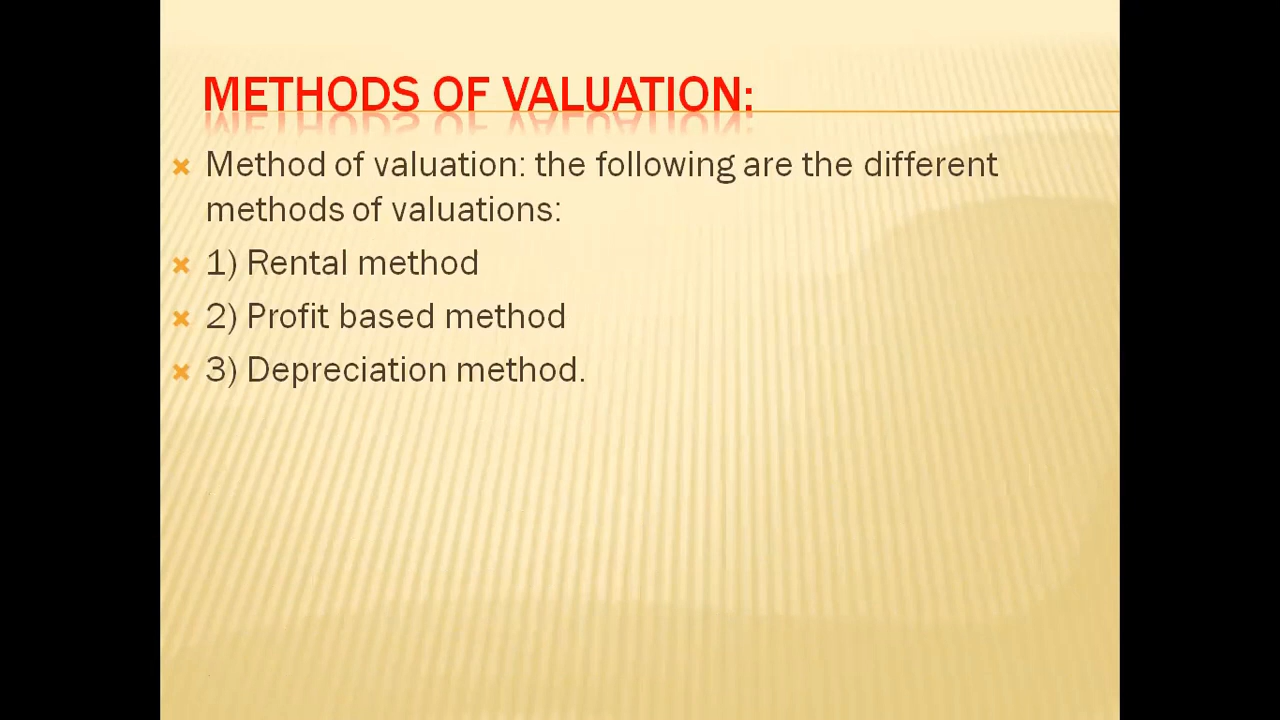 METHODS OF VALUATION:
Method of valuation: the following are the different
methods of valuations:
1) Rental method
2) Profit based method
3) Depreciation method.